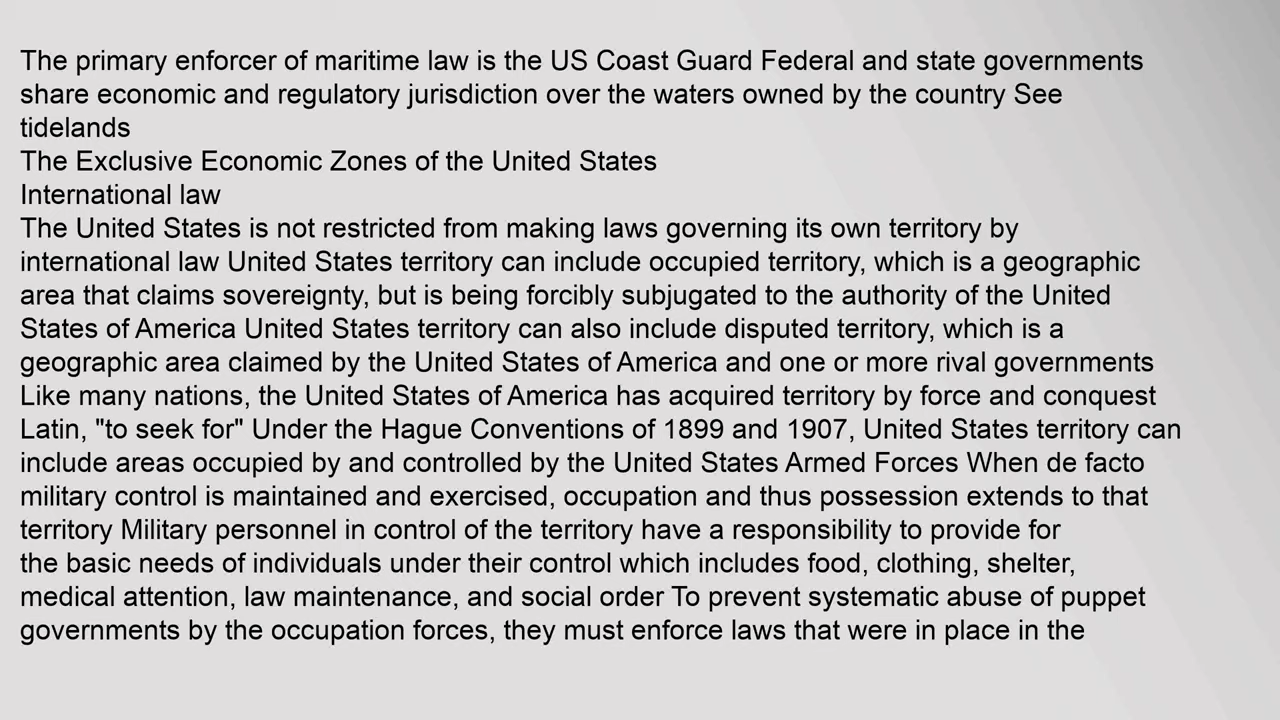 The primary enforcer of maritime law is the US Coast Guard Federal and state governments
share economic and regulatory jurisdiction over the waters owned by the country See
tidelands
The Exclusive Economic Zones of the United States
International law
The United States is not restricted from making laws governing its own territory by
international law United States territory can include occupied territory, which is a geographic
area that claims sovereignty, but is being forcibly subjugated to the authority of the United
States of America United States territory can also include disputed territory, which is a
geographic area claimed by the United States of America and one or more rival governments
Like many nations, the United States of America has acquired territory by force and conquest
Latin, "to seek for" Under the Hague Conventions of 1899 and 1907, United States territory can
include areas occupied by and controlled by the United States Armed Forces When de facto
military control is maintained and exercised, occupation and thus possession extends to that
territory Military personnel in control of the territory have a responsibility to provide for
the basic needs of individuals under their control which includes food, clothing, shelter,
medical attention, law maintenance, and social order To prevent systematic abuse of puppet
governments by the occupation forces, they must enforce laws that were in place in the